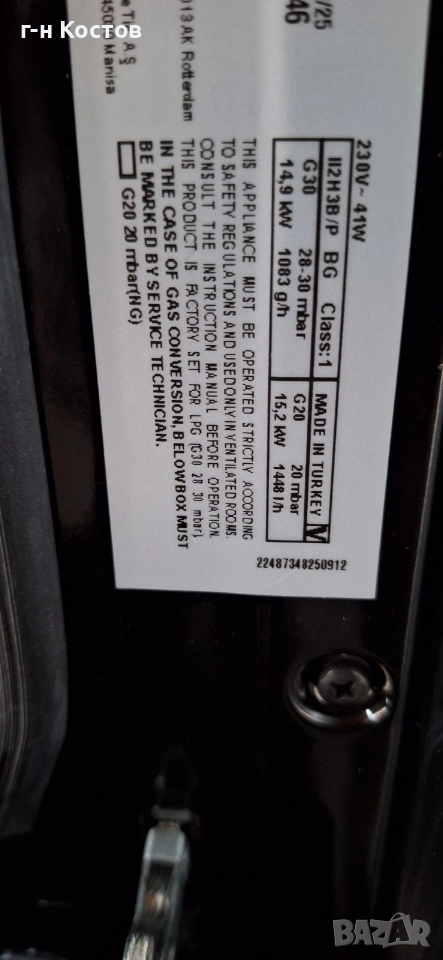 г-н Костов
/25
46
013 AK Rotterdam
Manisa
230V~ 41W
II2H3B/P BG Class:1
G30 28-30 mbar
14,9 kW 1083 g/h
MADE IN TURKEY
G20 20 mbar
15,2 kW 1448 l/h
THIS APPLIANCE MUST BE OPERATED STRICTLY ACCORDING
TO SAFETY REGULATIONS AND USED ONLY IN VENTILATED ROOMS.
CONSULT THE INSTRUCTION MANUAL BEFORE OPERATION.
THIS PRODUCT IS FACTORY SET FOR LPG (G30 28 30 mbar).
IN THE CASE OF GAS CONVERSION, BELOW BOX MUST
BE MARKED BY SERVICE TECHNICIAN.
G20 20 mbar(NG)
22487348250912
BAZAR